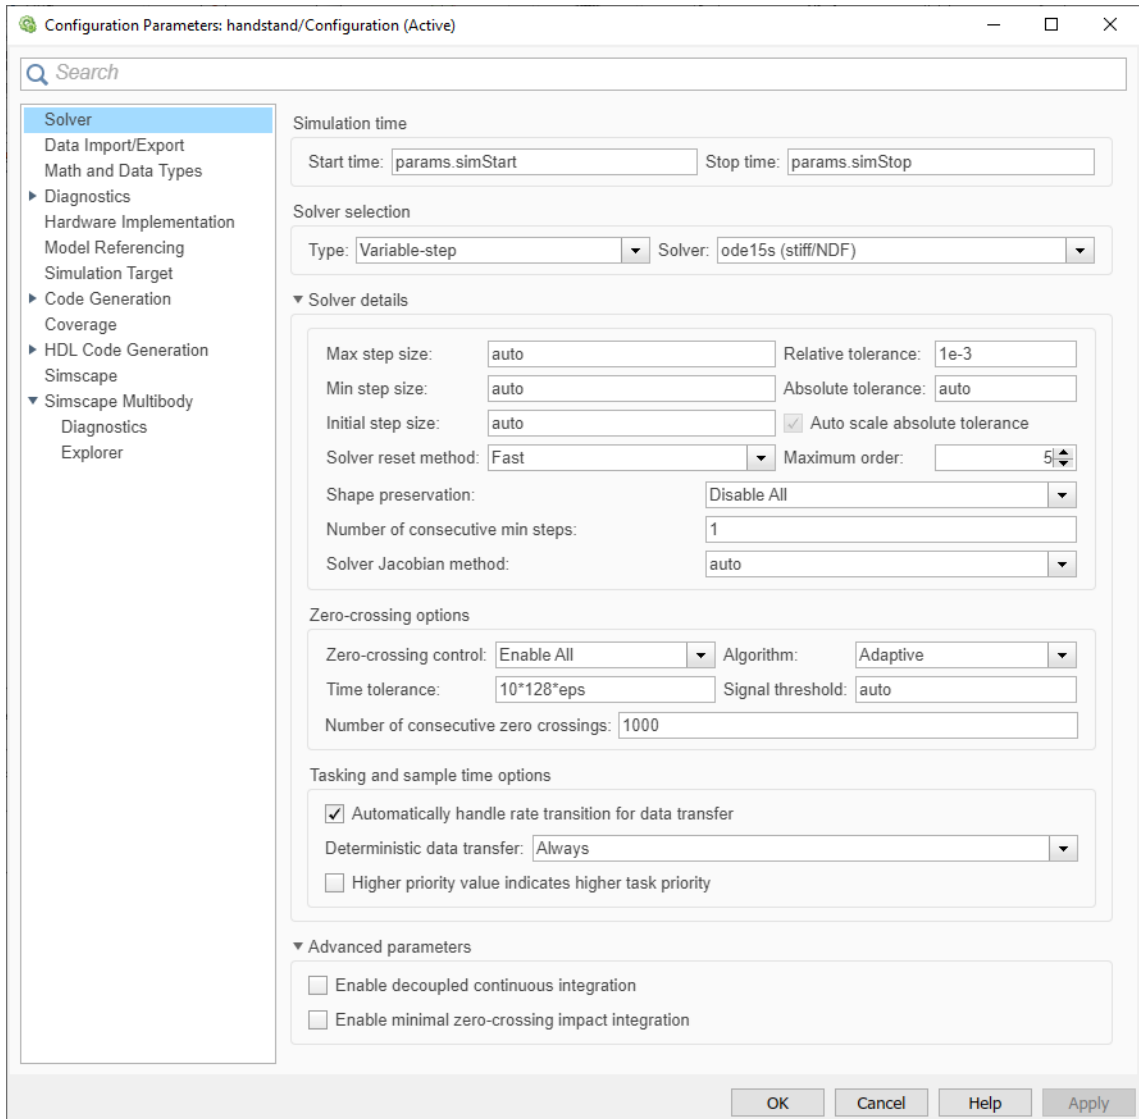 Configuration Parameters: handstand/Configuration (Active)
Search
Solver
Data Import/Export
Math and Data Types
Diagnostics
Hardware Implementation
Model Referencing
Simulation Target
Code Generation
Coverage
HDL Code Generation
Simscape
Simscape Multibody
Diagnostics
Explorer
Simulation time
Start time: params.simStart Stop time: params.simStop
Solver selection
Type: Variable-step Solver: ode15s (stiff/NDF)
Solver details
Max step size: auto Relative tolerance: 1e-3
Min step size: auto Absolute tolerance: auto
Initial step size: auto Auto scale absolute tolerance
Solver reset method: Fast Maximum order: 5
Shape preservation: Disable All
Number of consecutive min steps: 1
Solver Jacobian method: auto
Zero-crossing options
Zero-crossing control: Enable All Algorithm: Adaptive
Time tolerance: 10*128*eps Signal threshold: auto
Number of consecutive zero crossings: 1000
Tasking and sample time options
Automatically handle rate transition for data transfer
Deterministic data transfer: Always
Higher priority value indicates higher task priority
Advanced parameters
Enable decoupled continuous integration
Enable minimal zero-crossing impact integration
OK Cancel Help Apply